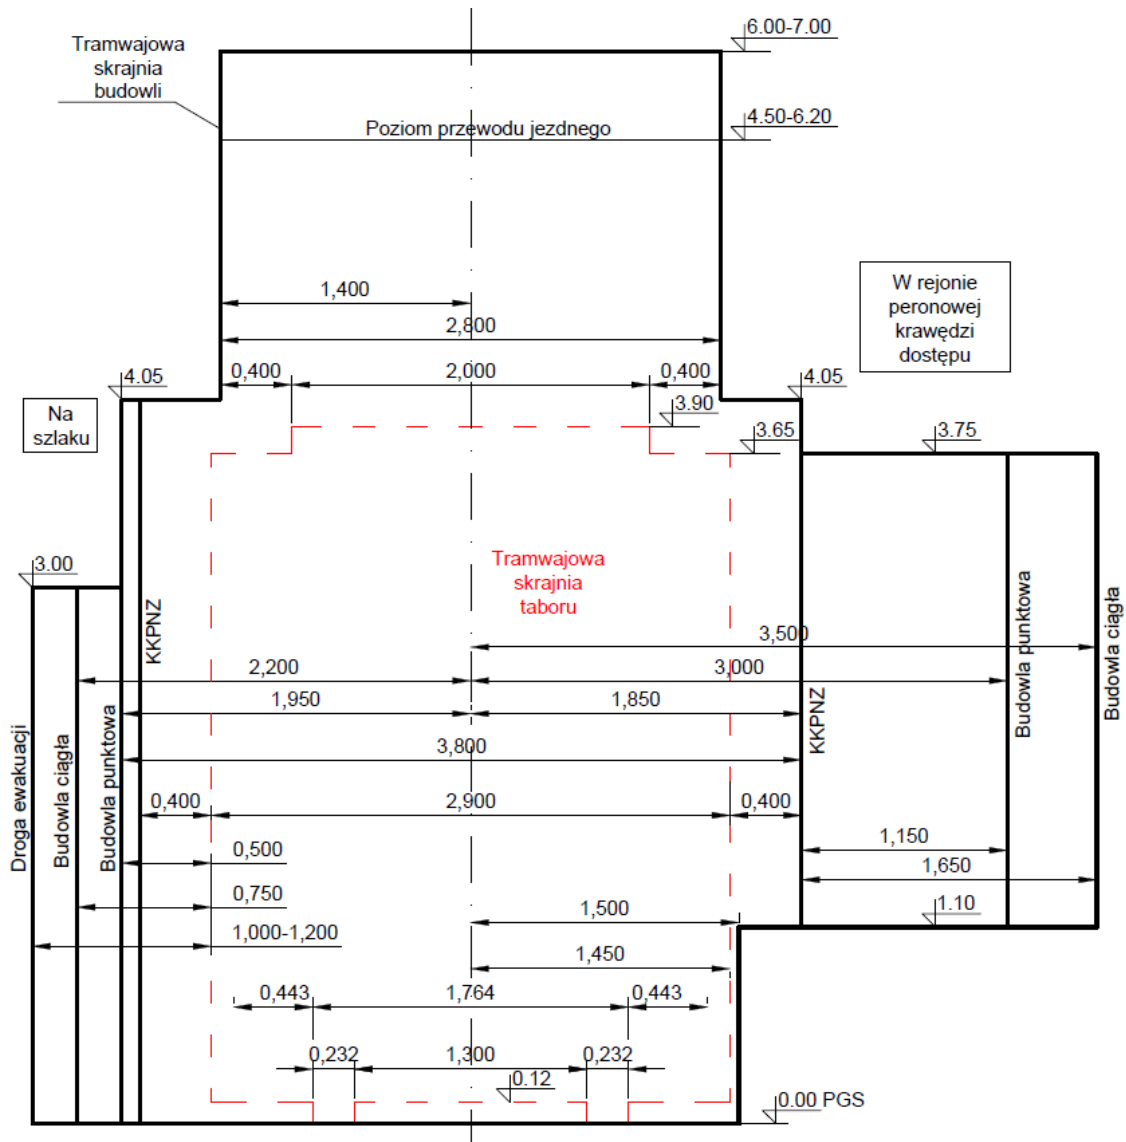 6.00-7.00
Tramwajowa
skrajnia
budowli
4.50-6.20
Poziom przewodu jezdnego
1,400
W rejonie
peronowej
krawędzi
dostępu
2,800
0,400
2,000
0,400
4.05
4.05
3.90
Na
szlaku
3.65
3.75
Tramwajowa
skrajnia
taboru
3.00
KKPNZ
3,500
2,200
3,000
1,950
1,850
KKPNZ
Budowla punktowa
Budowla ciągła
3,800
Droga ewakuacji
Budowla ciągła
Budowla punktowa
0,400
2,900
0,400
0,500
1,150
0,750
1,650
1,500
1.10
1,000-1,200
1,450
0,443
1,764
0,443
0,232
1,300
0,232
0.12
0.00 PGS